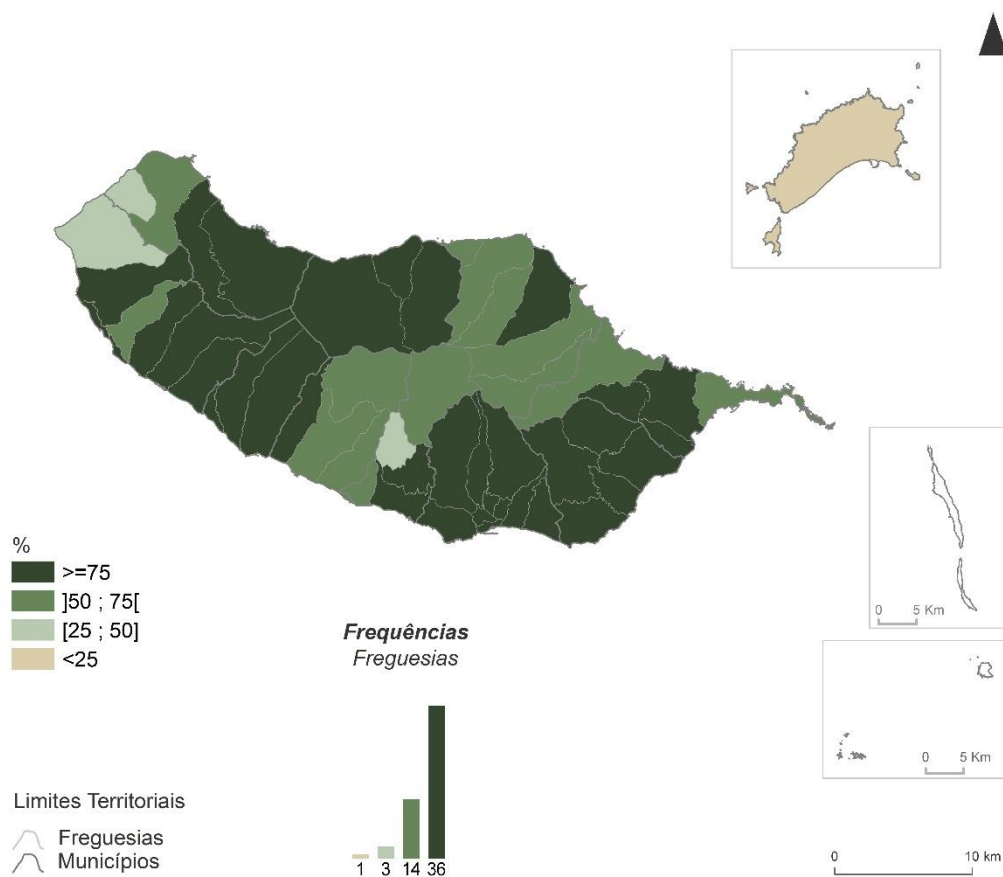 %
>=75
]50 ; 75[
[25 ; 50]
<25
Frequências
Freguesias
1 3 14 36
Limites Territoriais
Freguesias
Municípios
0 5 Km
0 5 Km
0 10 km